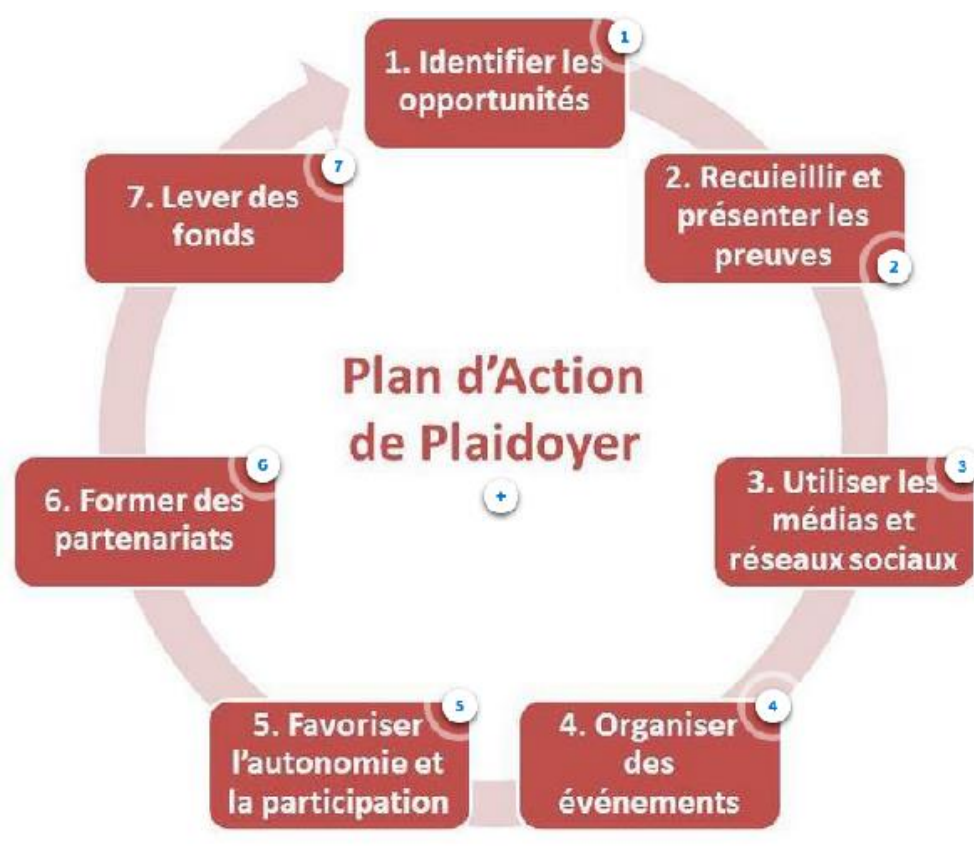 1. Identifier les
opportunités
1
2. Recuieillir et
présenter les
preuves
2
3. Utiliser les
médias et
réseaux sociaux
3
4. Organiser
des
événements
4
5. Favoriser
l'autonomie et
la participation
5
6. Former des
partenariats
6
7. Lever des
fonds
7
Plan d'Action
de Plaidoyer
+